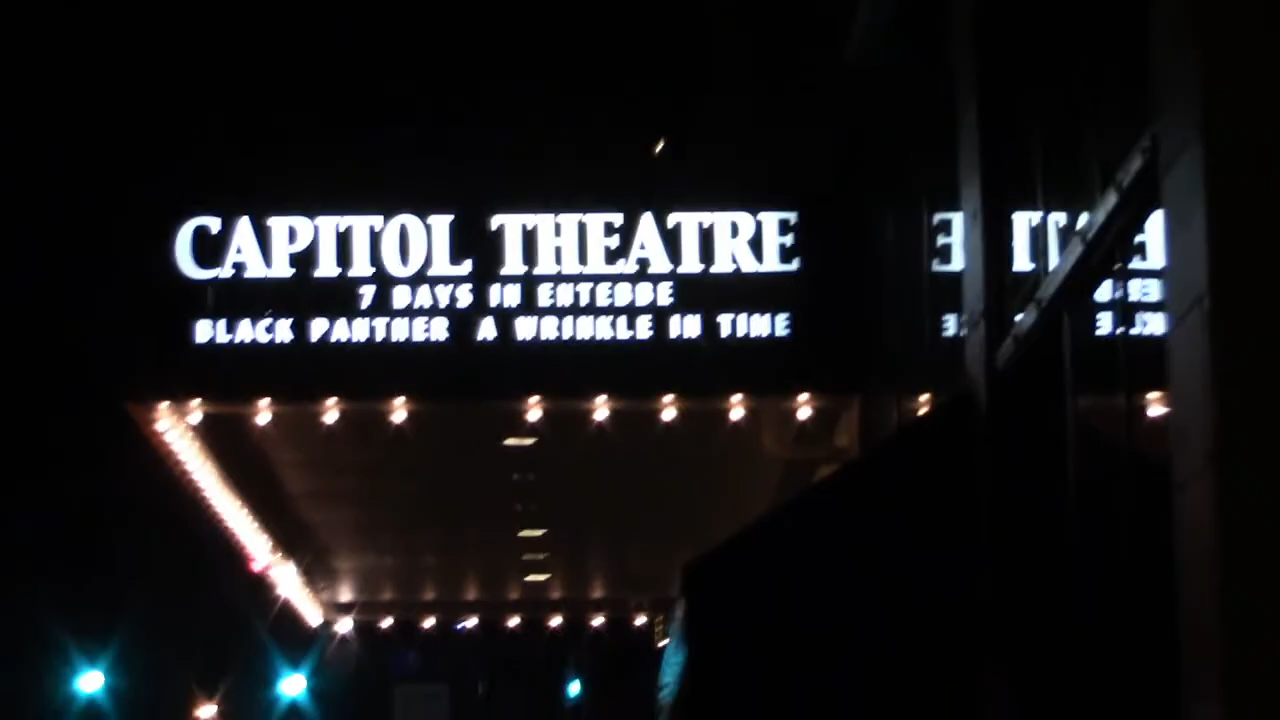 CAPITOL THEATRE
7 DAYS IN ENTEBBE
BLACK PANTHER A WRINKLE IN TIME